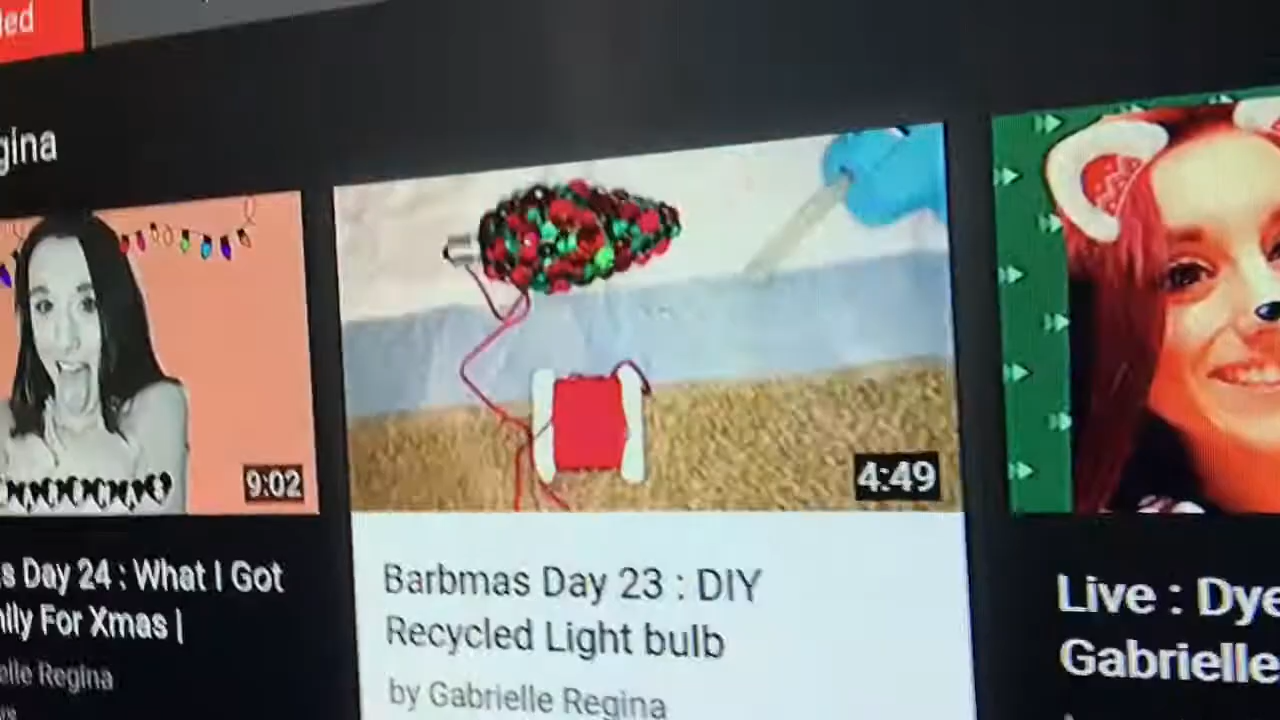 led
gina
9:02
4:49
s Day 24 : What I Got
ily For Xmas |
elle Regina
Barbmas Day 23 : DIY
Recycled Light bulb
by Gabrielle Regina
Live : Dye
Gabrielle